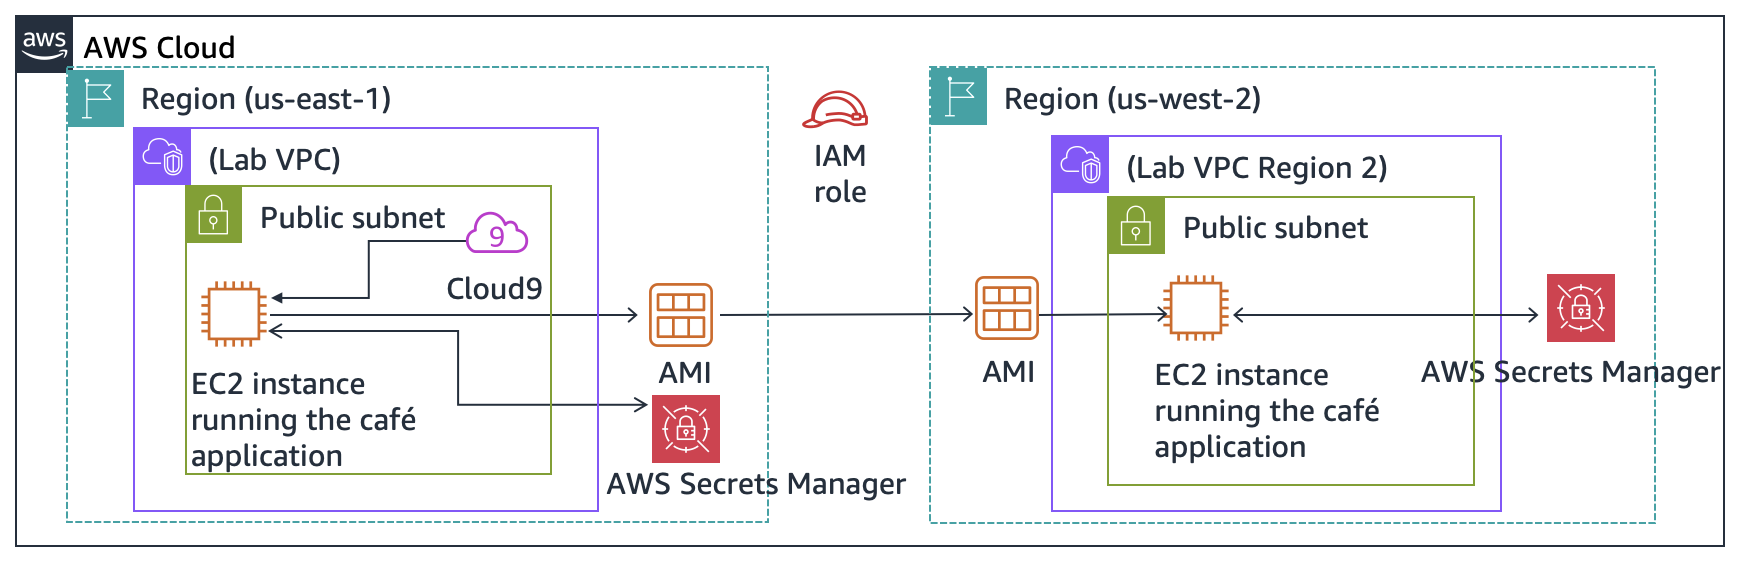 aws
AWS Cloud
Region (us-east-1)
(Lab VPC)
Public subnet
9
Cloud9
EC2 instance
running the café
application
AMI
AWS Secrets Manager
IAM
role
Region (us-west-2)
(Lab VPC Region 2)
Public subnet
AMI
EC2 instance
running the café
application
AWS Secrets Manager